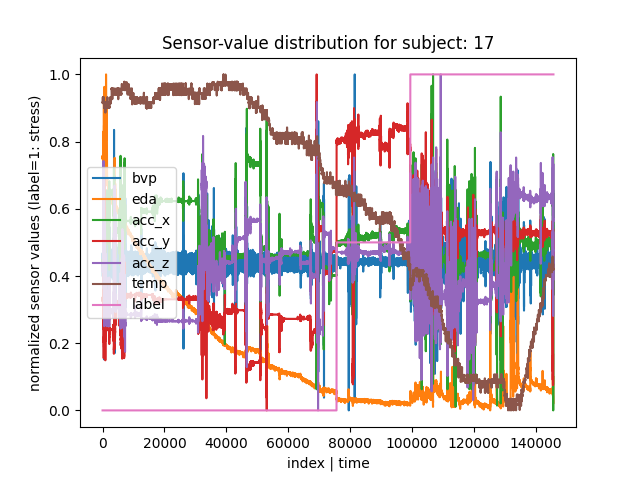 Sensor-value distribution for subject: 17
normalized sensor values (label=1: stress)
1.0
0.8
0.6
0.4
0.2
0.0
bvp
eda
acc_x
acc_y
acc_z
temp
label
0 20000 40000 60000 80000 100000 120000 140000
index | time